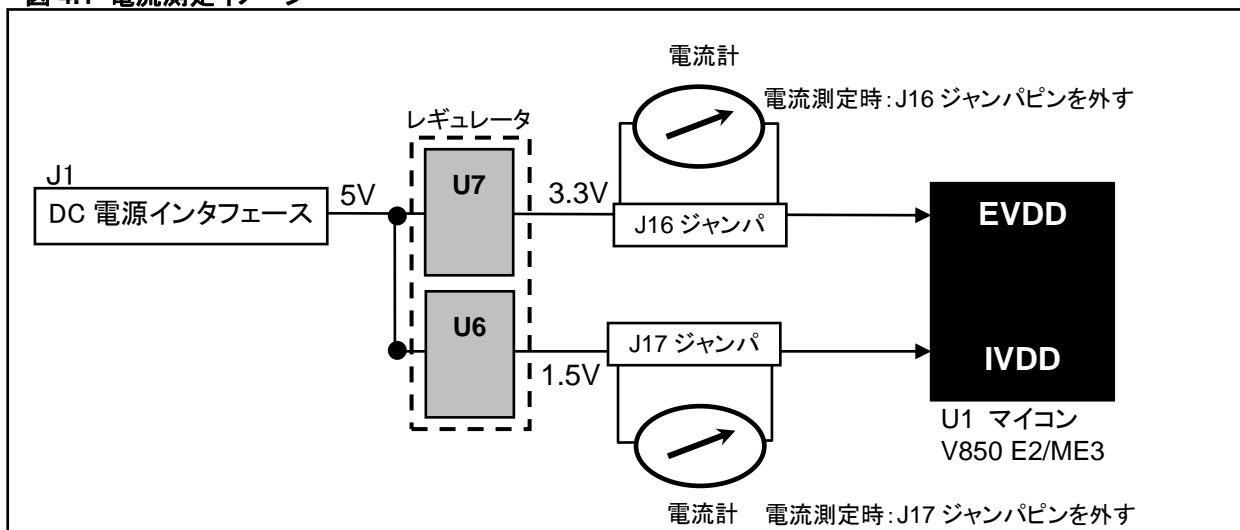 電流計
電流測定時:J16 ジャンパピンを外す
レギュレータ
J1
DC 電源インタフェース
5V
U7
3.3V
J16 ジャンパ
EVDD
U6
1.5V
J17 ジャンパ
IVDD
U1 マイコン
V850 E2/ME3
電流計 電流測定時:J17 ジャンパピンを外す